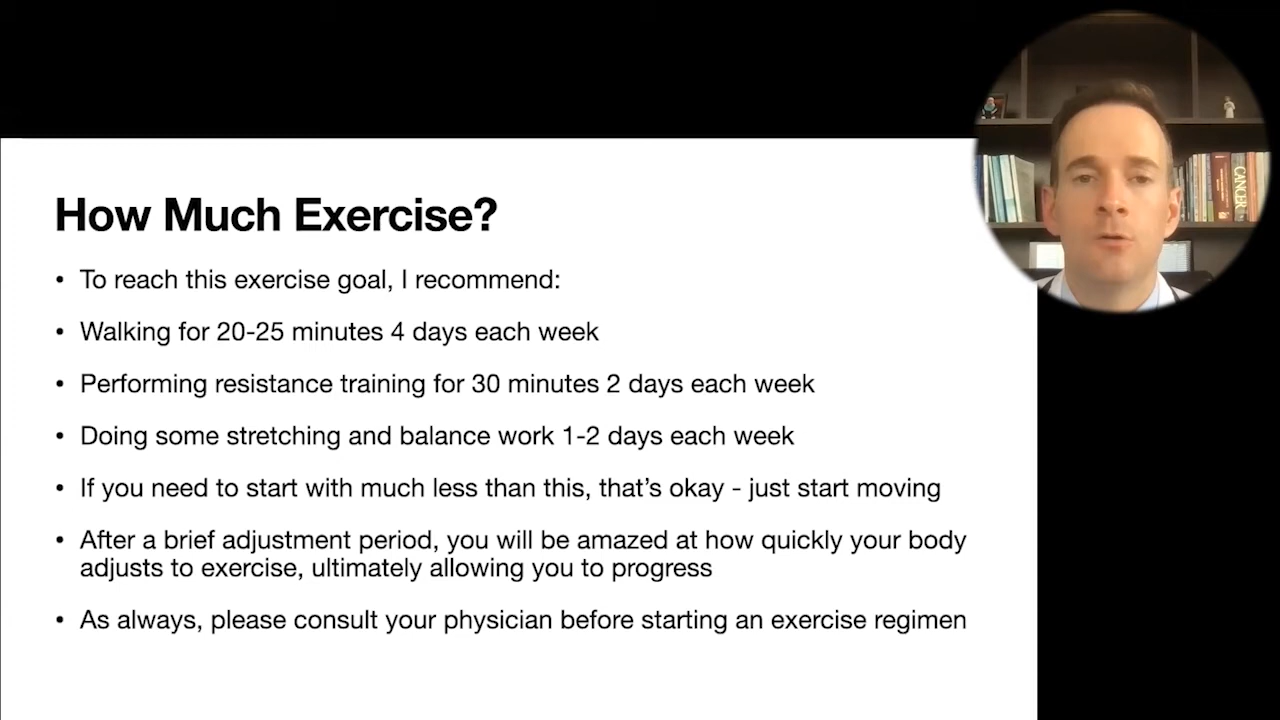 How Much Exercise?
• To reach this exercise goal, I recommend:
• Walking for 20-25 minutes 4 days each week
• Performing resistance training for 30 minutes 2 days each week
• Doing some stretching and balance work 1-2 days each week
• If you need to start with much less than this, that’s okay - just start moving
• After a brief adjustment period, you will be amazed at how quickly your body
adjusts to exercise, ultimately allowing you to progress
• As always, please consult your physician before starting an exercise regimen
CANCER